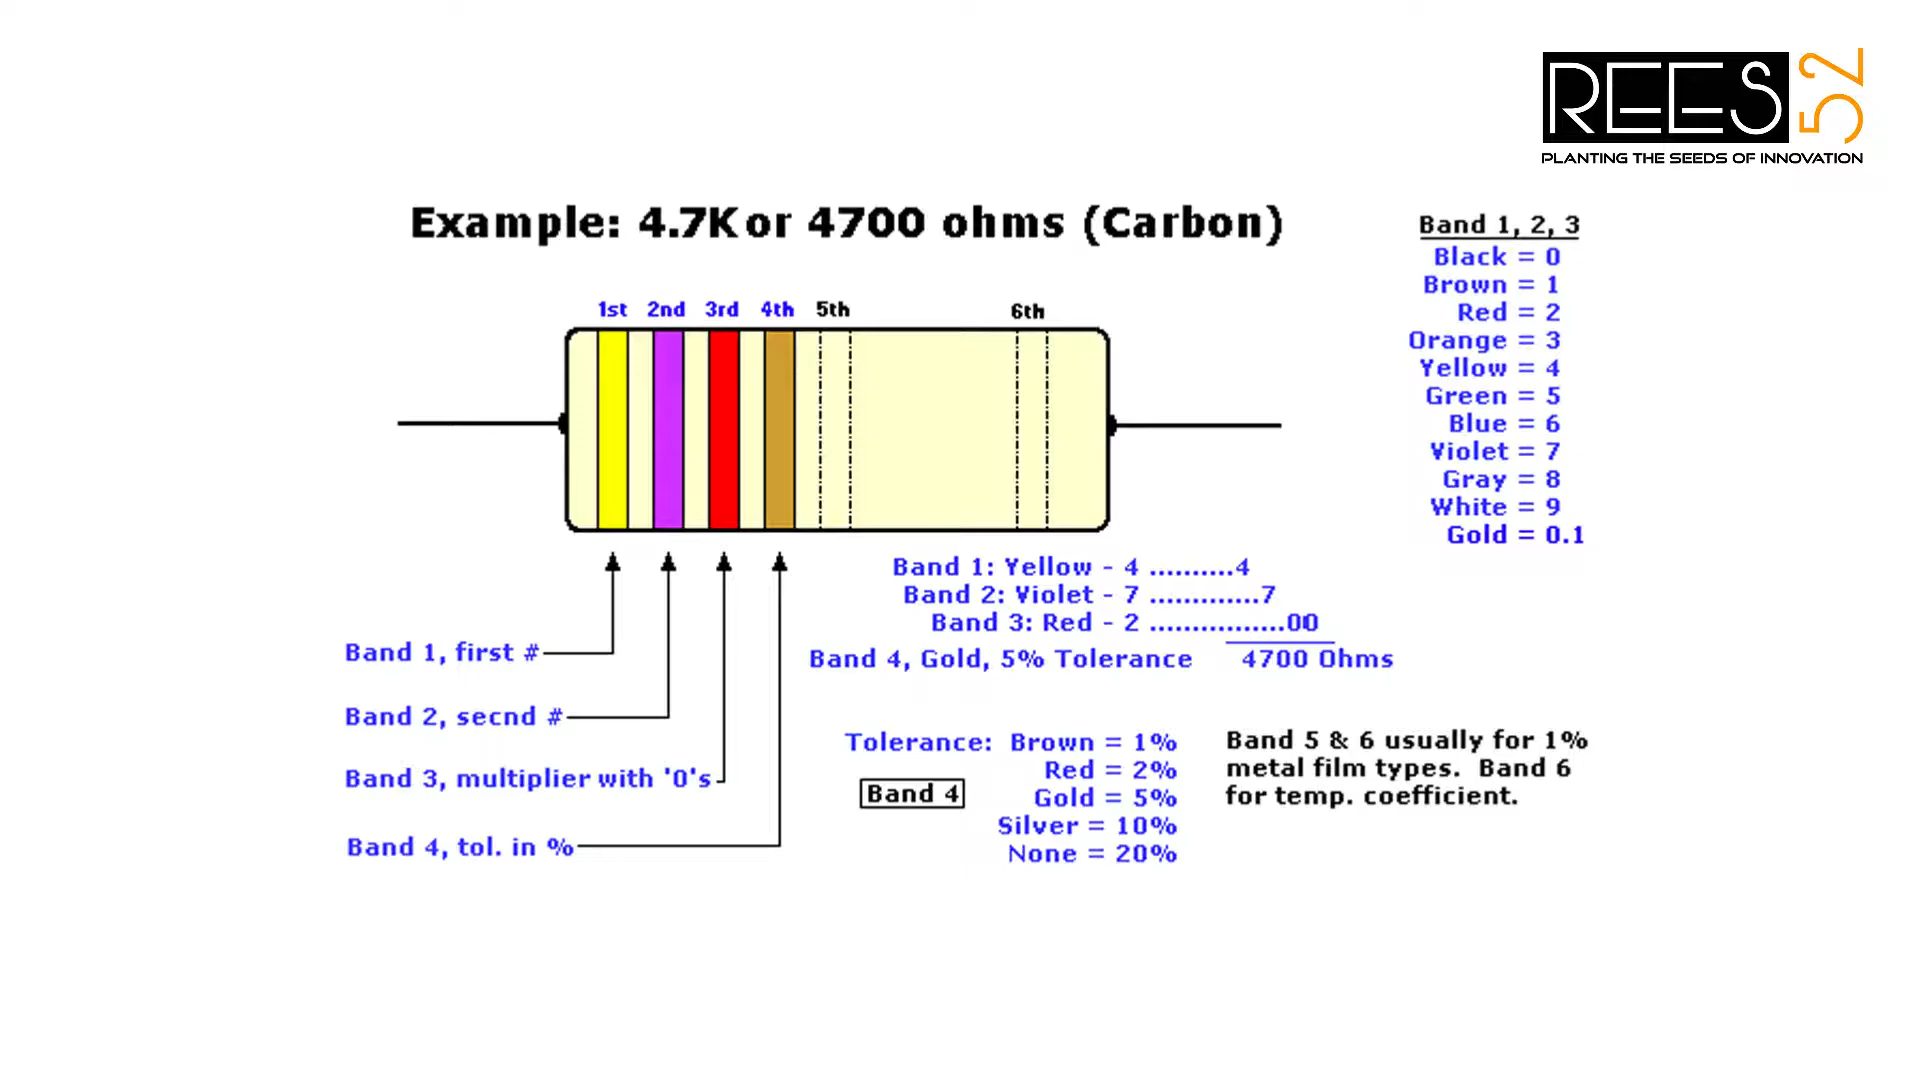 REES 52
PLANTING THE SEEDS OF INNOVATION
Example: 4.7K or 4700 ohms (Carbon)
1st 2nd 3rd 4th 5th 6th
Band 1, 2, 3
Black = 0
Brown = 1
Red = 2
Orange = 3
Yellow = 4
Green = 5
Blue = 6
Violet = 7
Gray = 8
White = 9
Gold = 0.1
Band 1: Yellow - 4 ..........4
Band 2: Violet - 7 .............7
Band 3: Red - 2 ................00
Band 4, Gold, 5% Tolerance 4700 Ohms
Band 1, first #
Band 2, secnd #
Band 3, multiplier with '0's
Band 4, tol. in %
Tolerance: Brown = 1%
Red = 2%
Band 4
Gold = 5%
Silver = 10%
None = 20%
Band 5 & 6 usually for 1%
metal film types. Band 6
for temp. coefficient.